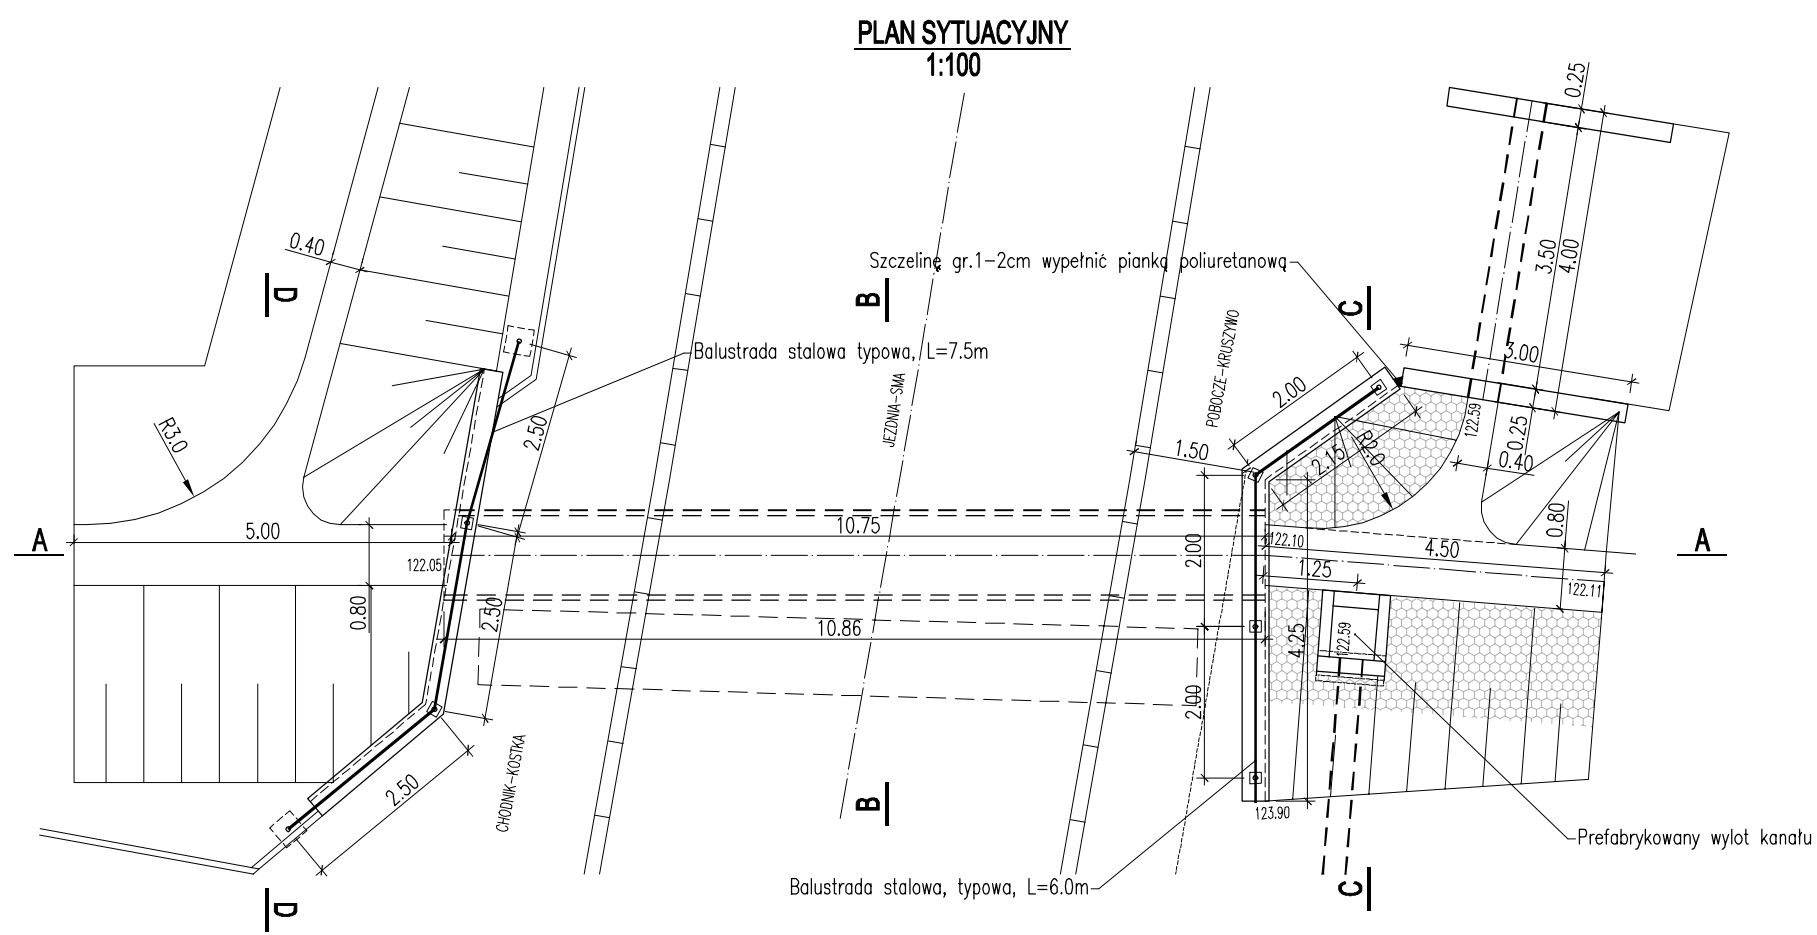 PLAN SYTUACYJNY
1:100
0.25
0.40
D
B
C
Szczelinę gr.1-2cm wypełnić pianką poliuretanową
3.50
4.00
Balustrada stalowa typowa, L=7.5m
JEZDNIA-SMA
POBOCZE-KRUSZYWO
3.00
2.00
R3.0
2.50
1.50
2.15
R2.0
122.59
0.25
0.40
A
5.00
10.75
122.10
4.50
0.80
A
122.05
2.00
1.25
122.11
0.80
2.50
10.86
4.25
122.59
2.00
2.50
CHODNIK-KOSTKA
B
123.90
Prefabrykowany wylot kanału
Balustrada stalowa, typowa, L=6.0m
C
D